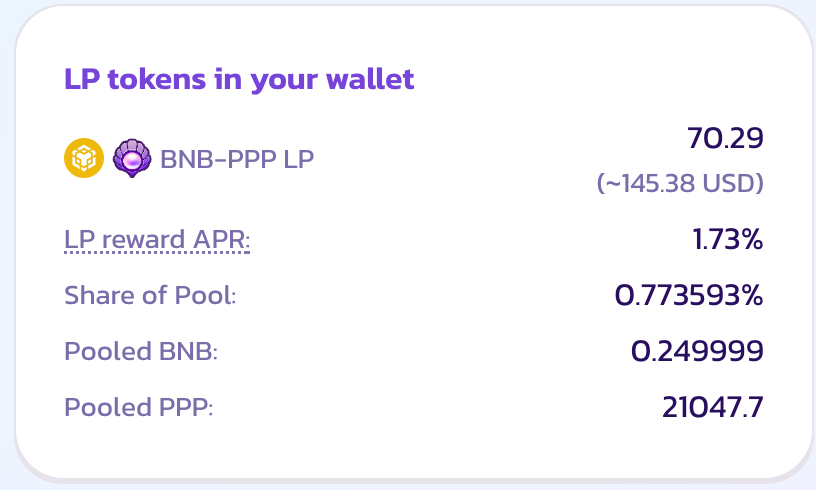 LP tokens in your wallet
BNB-PPP LP
70.29
(~145.38 USD)
LP reward APR: 1.73%
Share of Pool: 0.773593%
Pooled BNB: 0.249999
Pooled PPP: 21047.7